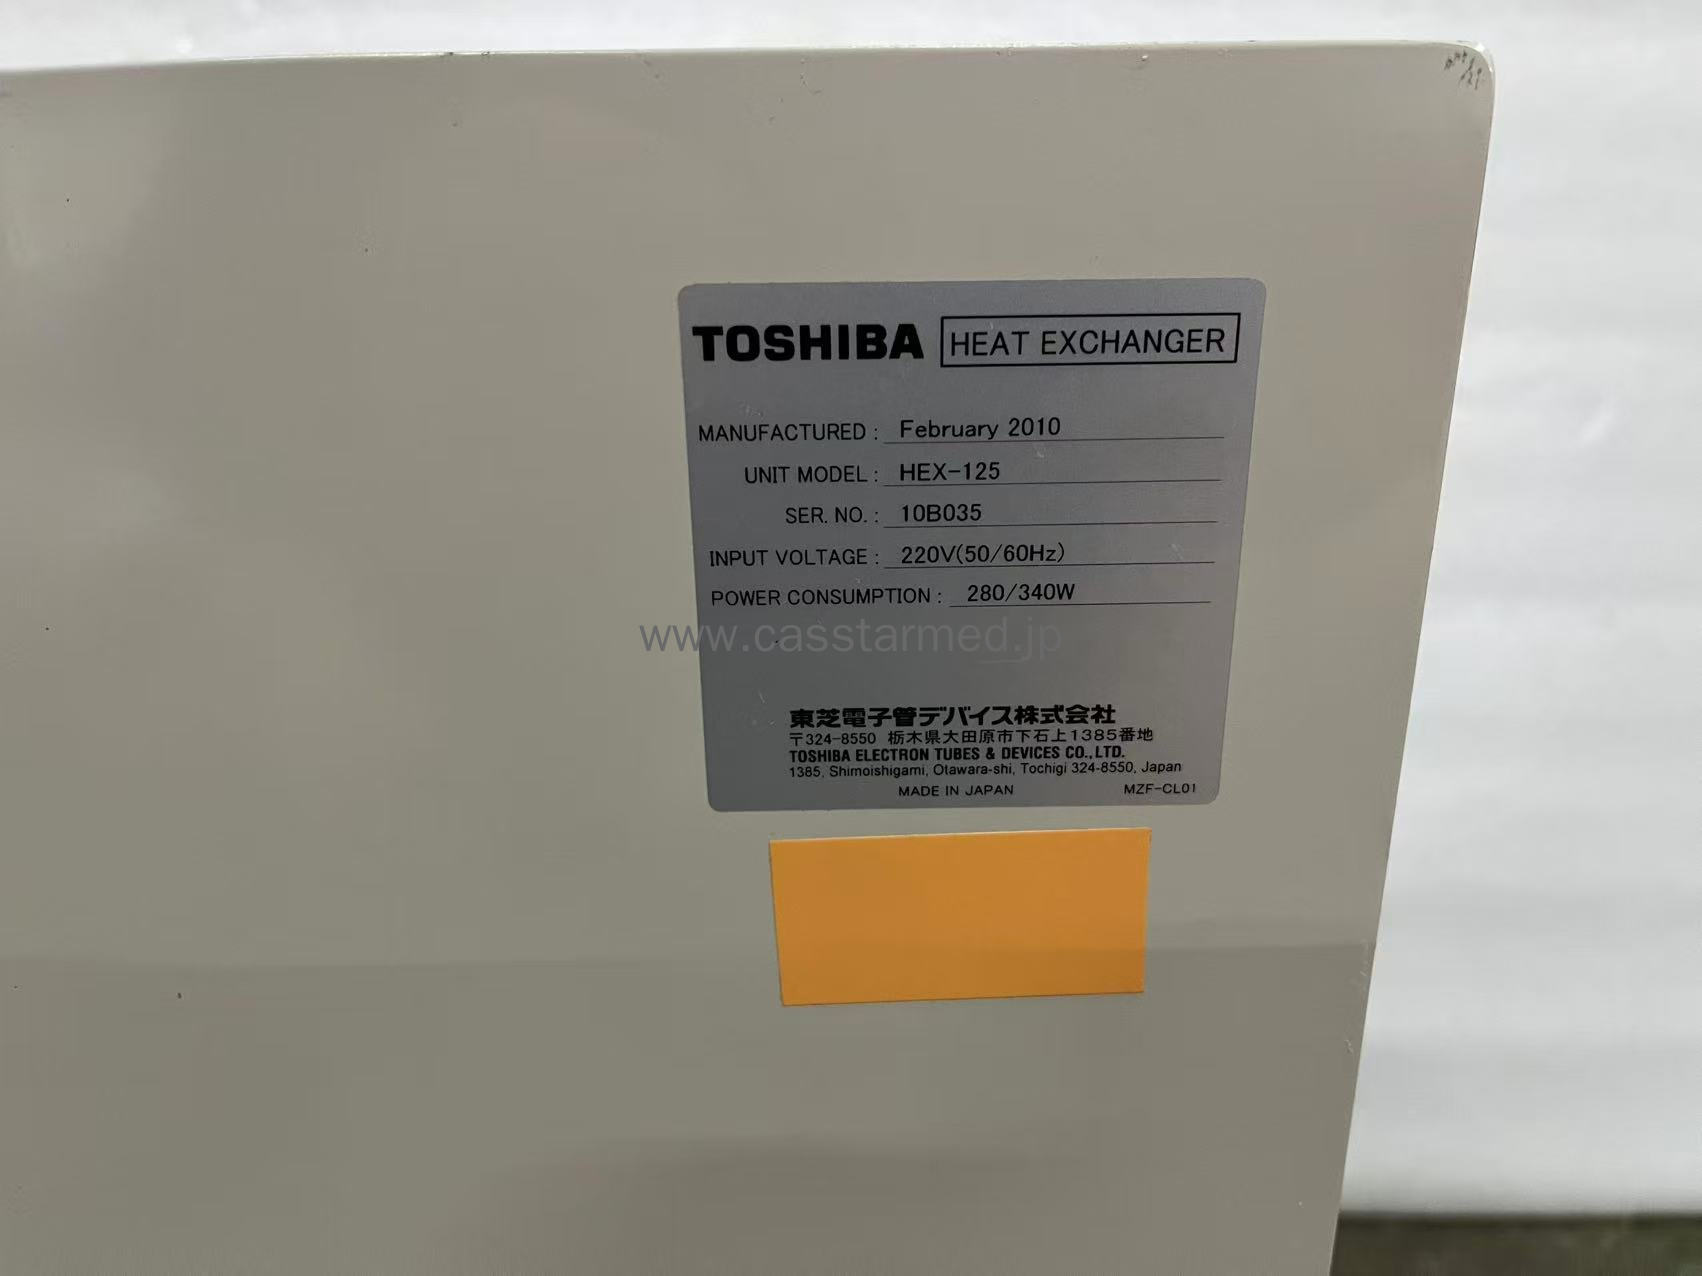 TOSHIBA HEAT EXCHANGER
MANUFACTURED : February 2010
UNIT MODEL : HEX-125
SER. NO. : 10B035
INPUT VOLTAGE : 220V(50/60Hz)
POWER CONSUMPTION : 280/340W
www.casstarmed.jp
東芝電子管デバイス株式会社
〒324-8550 栃木県大田原市下石上1385番地
TOSHIBA ELECTRON TUBES & DEVICES CO., LTD.
1385, Shimoishigami, Otawara-shi, Tochigi 324-8550, Japan
MADE IN JAPAN MZF-CL01